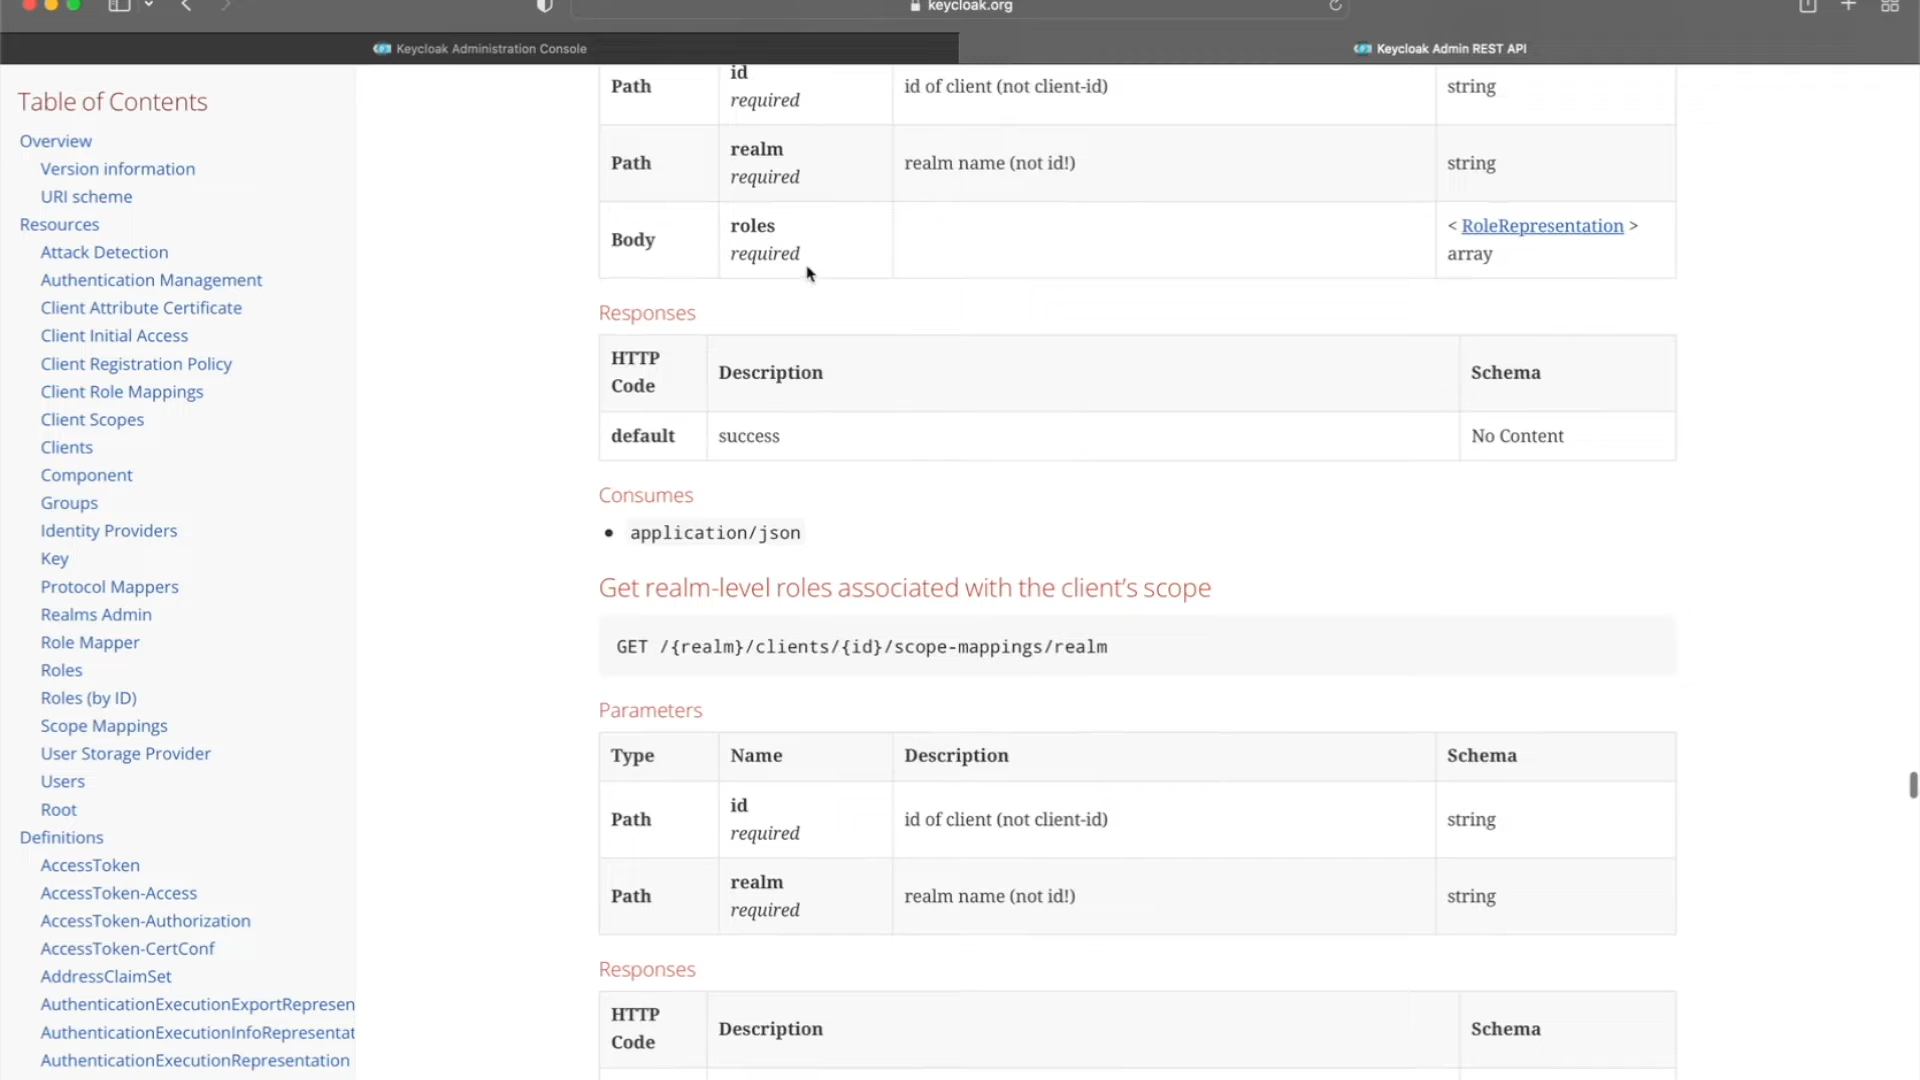 keycloak.org
Keycloak Administration Console
Keycloak Admin REST API
Table of Contents
Overview
Version information
URI scheme
Resources
Attack Detection
Authentication Management
Client Attribute Certificate
Client Initial Access
Client Registration Policy
Client Role Mappings
Client Scopes
Clients
Component
Groups
Identity Providers
Key
Protocol Mappers
Realms Admin
Role Mapper
Roles
Roles (by ID)
Scope Mappings
User Storage Provider
Users
Root
Definitions
AccessToken
AccessToken-Access
AccessToken-Authorization
AccessToken-CertConf
AddressClaimSet
AuthenticationExecutionExportRepresen
AuthenticationExecutionInfoRepresentat
AuthenticationExecutionRepresentation
Path id required id of client (not client-id) string
Path realm required realm name (not id!) string
Body roles required < RoleRepresentation > array
Responses
HTTP Code Description Schema
default success No Content
Consumes
• application/json
Get realm-level roles associated with the client’s scope
GET /{realm}/clients/{id}/scope-mappings/realm
Parameters
Type Name Description Schema
Path id required id of client (not client-id) string
Path realm required realm name (not id!) string
Responses
HTTP Code Description Schema